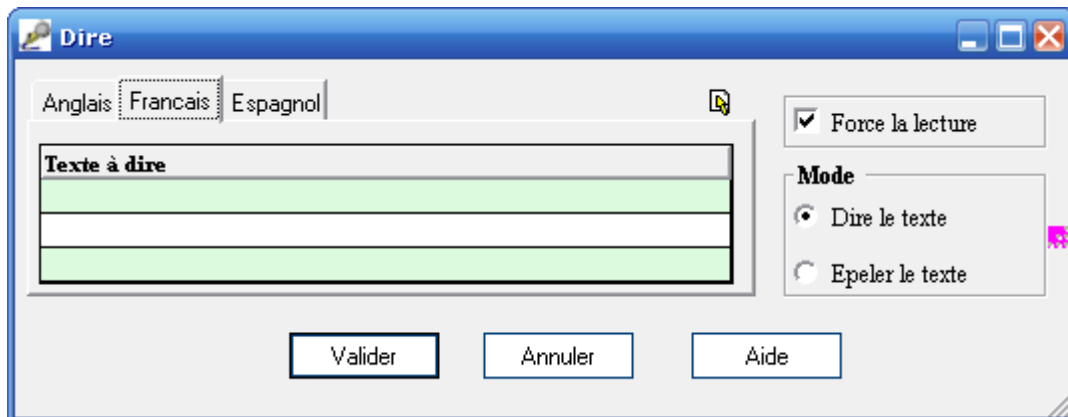 Dire
Anglais Francais Espagnol
Texte à dire
Force la lecture
Mode
Dire le texte
Epeler le texte
Valider Annuler Aide